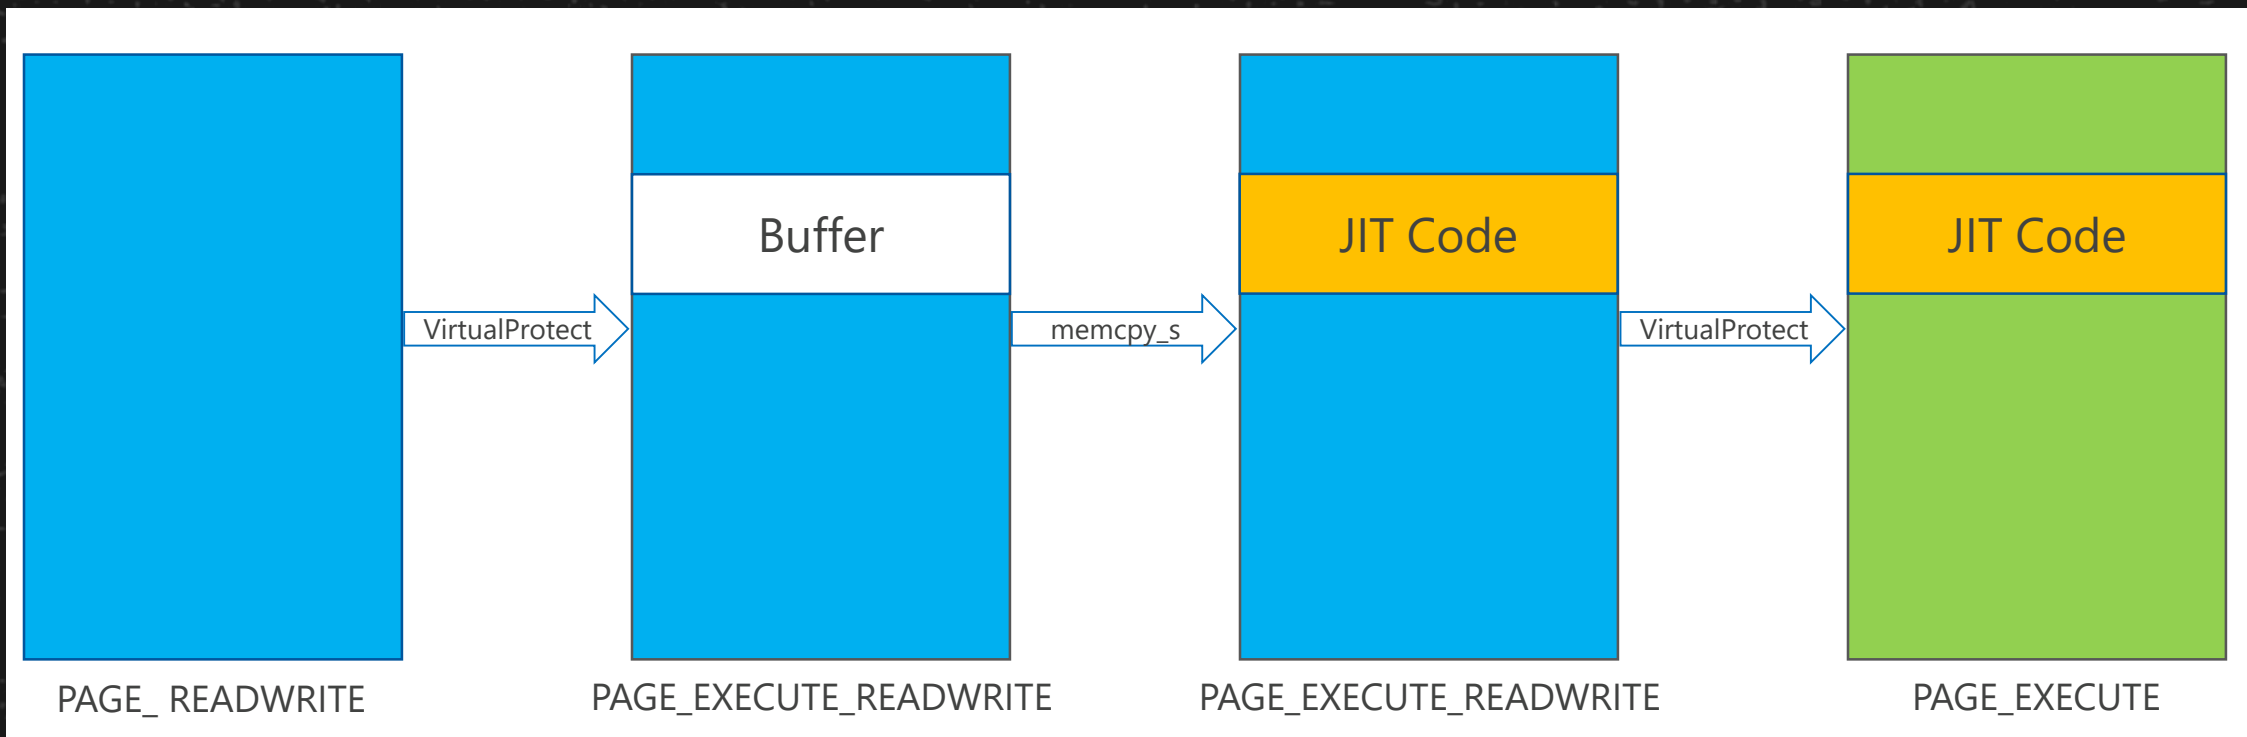 Buffer
JIT Code
JIT Code
VirtualProtect
memcpy_s
VirtualProtect
PAGE_ READWRITE
PAGE_EXECUTE_READWRITE
PAGE_EXECUTE_READWRITE
PAGE_EXECUTE